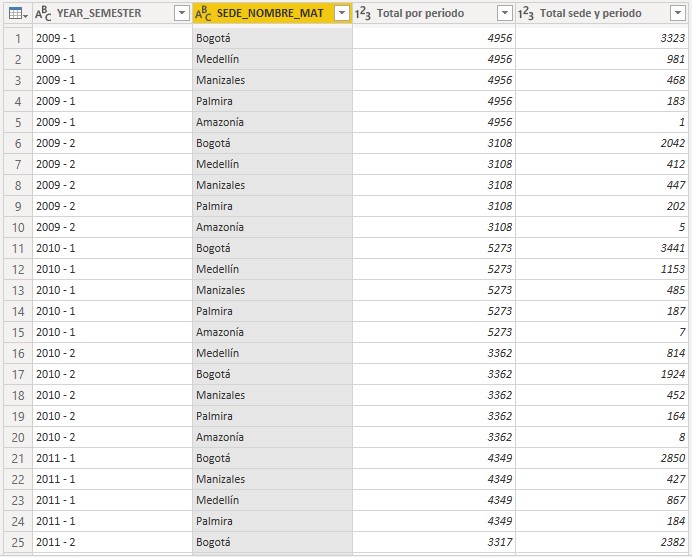 ABC YEAR_SEMESTER ABC SEDE_NOMBRE_MAT 123 Total por periodo 123 Total sede y periodo
1 2009 - 1 Bogotá 4956 3323
2 2009 - 1 Medellín 4956 981
3 2009 - 1 Manizales 4956 468
4 2009 - 1 Palmira 4956 183
5 2009 - 1 Amazonía 4956 1
6 2009 - 2 Bogotá 3108 2042
7 2009 - 2 Medellín 3108 412
8 2009 - 2 Manizales 3108 447
9 2009 - 2 Palmira 3108 202
10 2009 - 2 Amazonía 3108 5
11 2010 - 1 Bogotá 5273 3441
12 2010 - 1 Medellín 5273 1153
13 2010 - 1 Manizales 5273 485
14 2010 - 1 Palmira 5273 187
15 2010 - 1 Amazonía 5273 7
16 2010 - 2 Medellín 3362 814
17 2010 - 2 Bogotá 3362 1924
18 2010 - 2 Manizales 3362 452
19 2010 - 2 Palmira 3362 164
20 2010 - 2 Amazonía 3362 8
21 2011 - 1 Bogotá 4349 2850
22 2011 - 1 Manizales 4349 427
23 2011 - 1 Medellín 4349 867
24 2011 - 1 Palmira 4349 184
25 2011 - 2 Bogotá 3317 2382